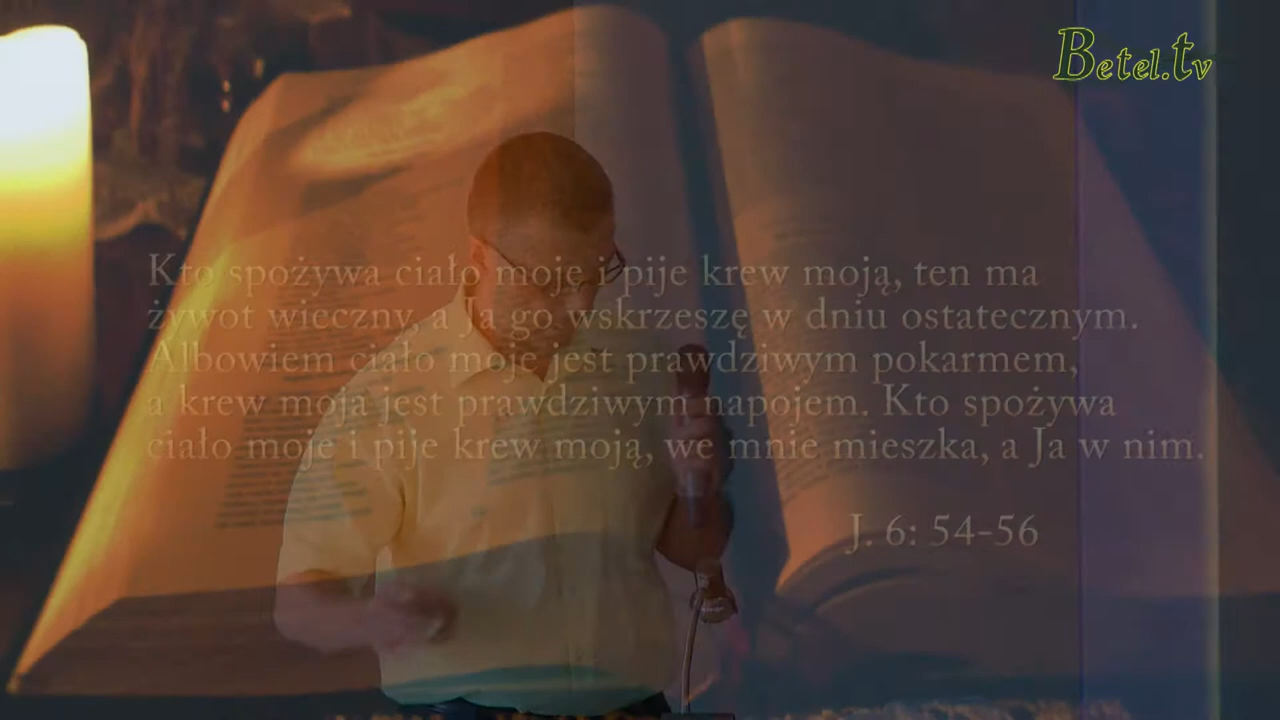 Betel.tv
Kto spożywa ciało moje i pije krew moją, ten ma
żywot wieczny, a Ja go wskrzeszę w dniu ostatecznym.
Albowiem ciało moje jest prawdziwym pokarmem,
a krew moja jest prawdziwym napojem. Kto spożywa
ciało moje i pije krew moją, we mnie mieszka, a Ja w nim.
J. 6: 54-56